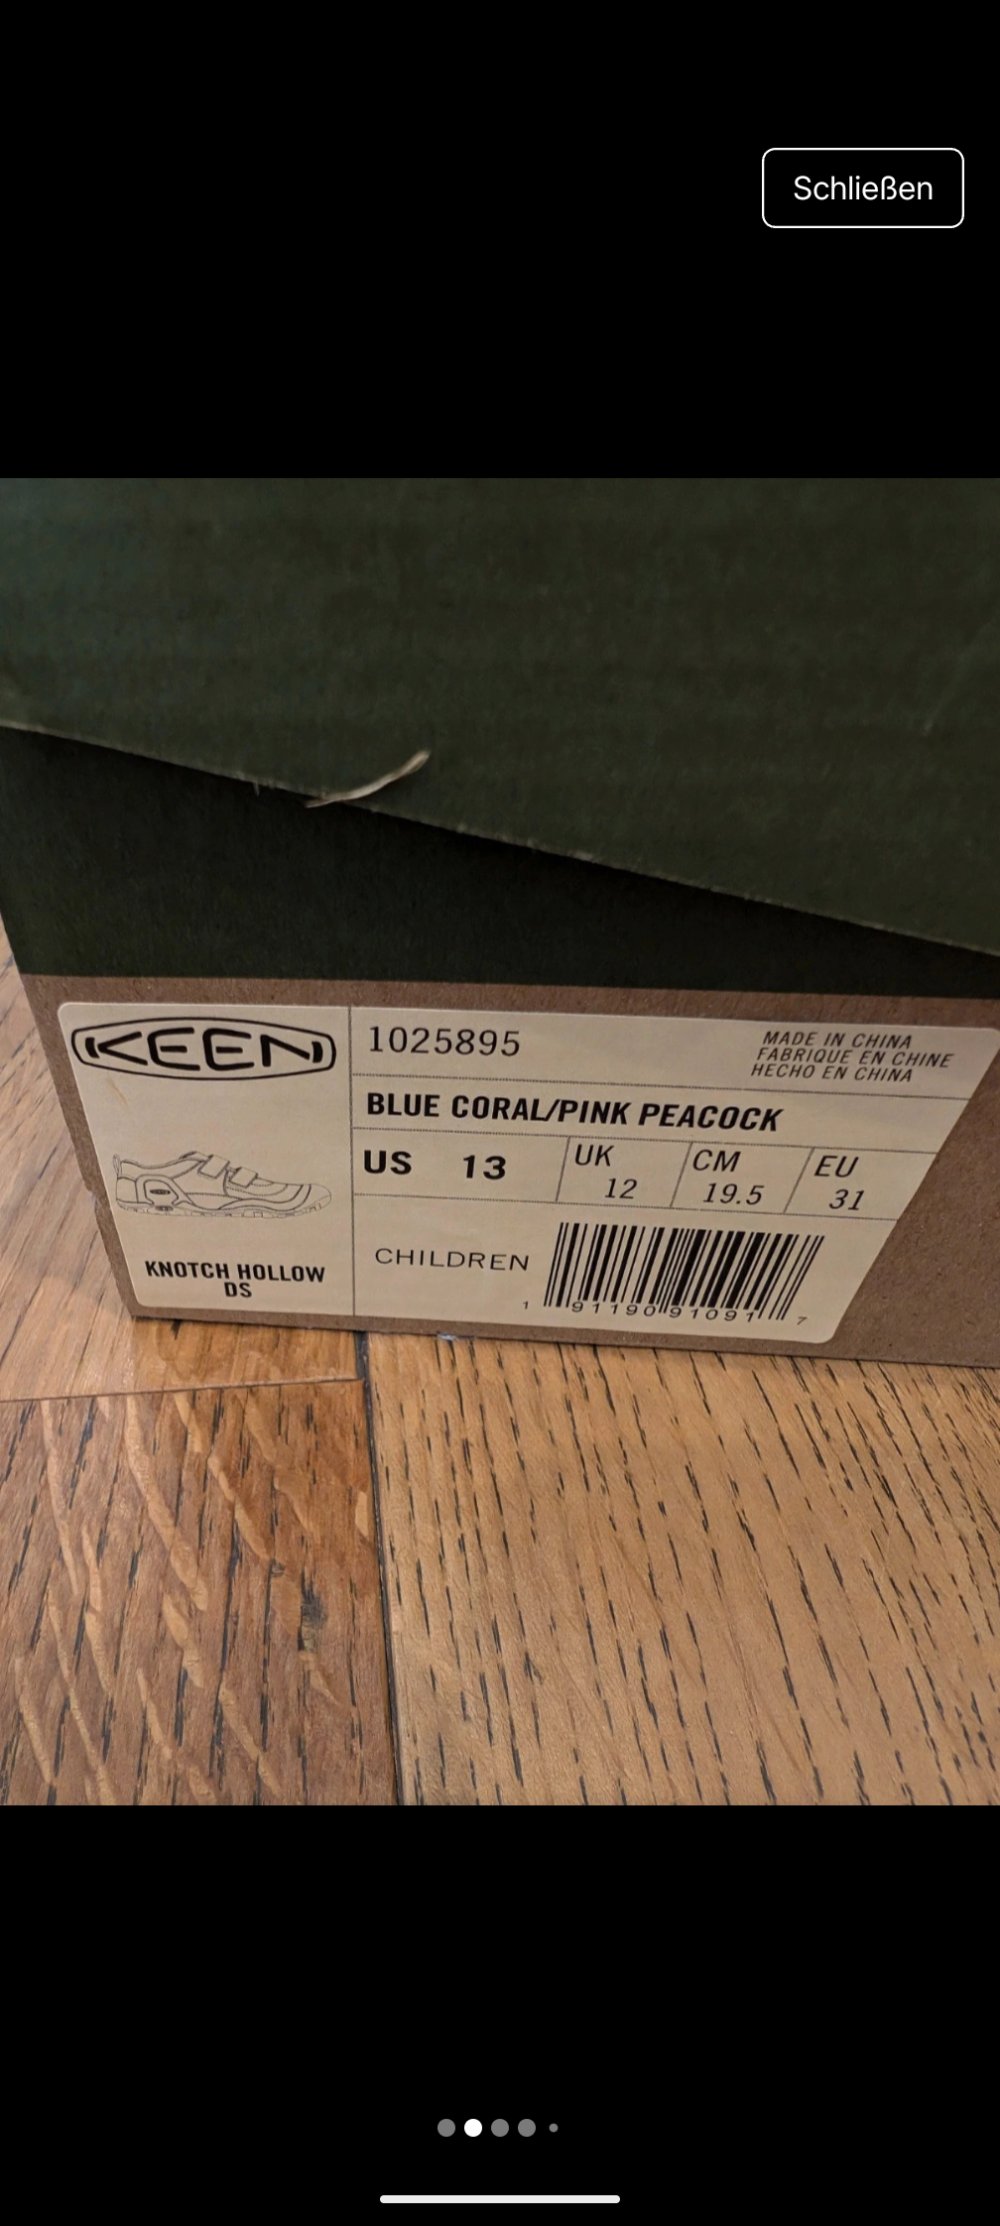 Schließen
KEEN
1025895
MADE IN CHINA
FABRIQUE EN CHINE
HECHO EN CHINA
BLUE CORAL/PINK PEACOCK
US 13
UK 12
CM 19.5
EU 31
KNOTCH HOLLOW
DS
CHILDREN
1 91190 91091 7